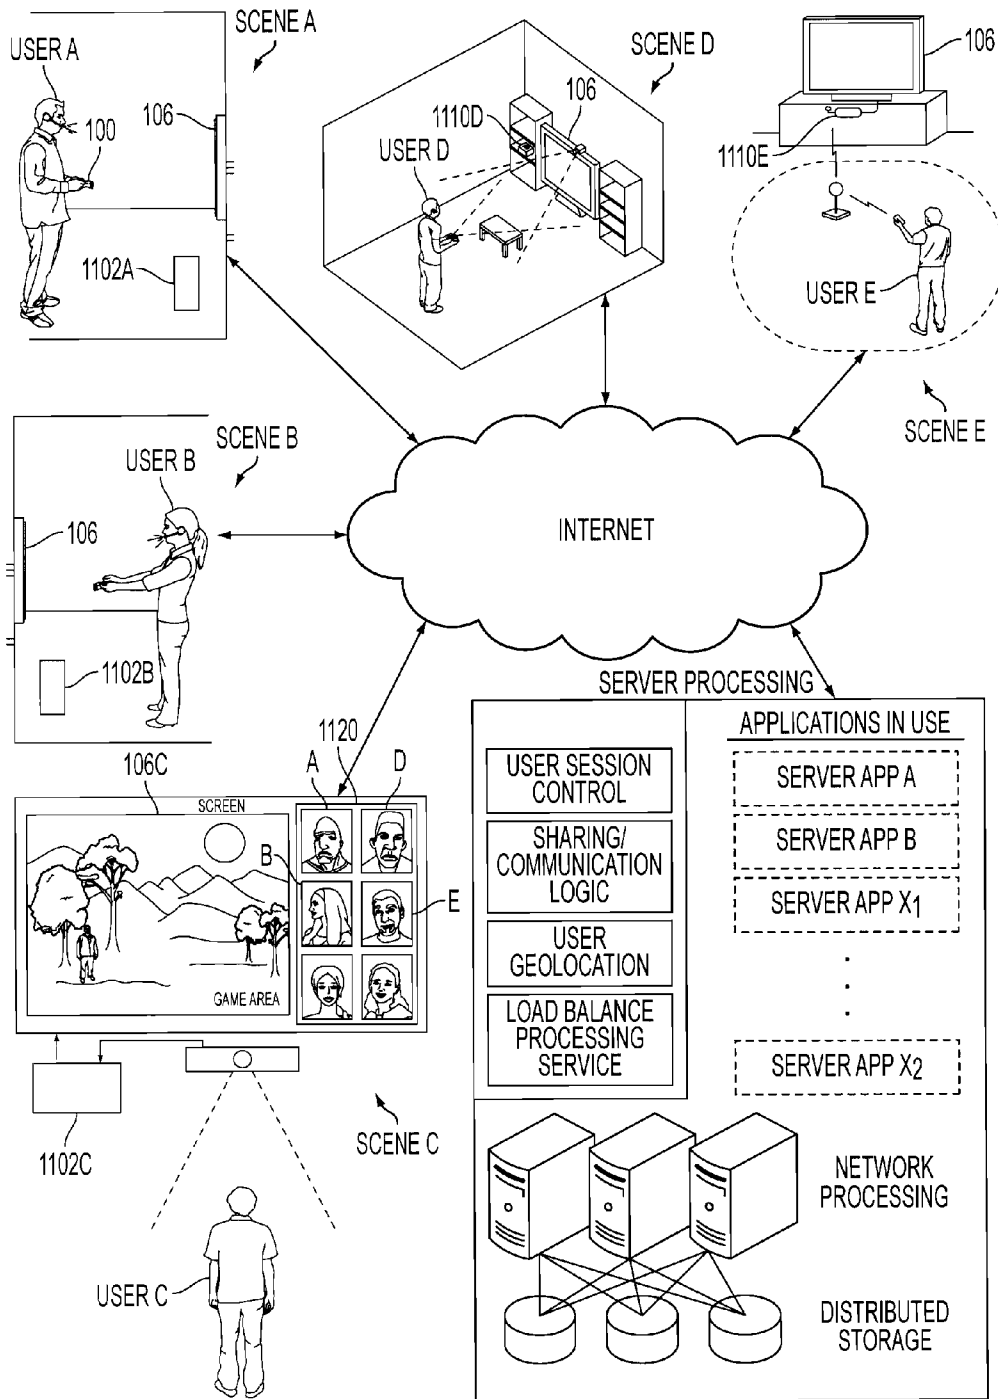 SCENE A
USER A
100
106
1102A
SCENE D
106
1110D
USER D
106
1110E
USER E
SCENE E
SCENE B
USER B
106
1102B
INTERNET
SERVER PROCESSING
1120
106C
A
D
SCREEN
B
E
GAME AREA
1102C
SCENE C
USER C
USER SESSION
CONTROL
SHARING/
COMMUNICATION
LOGIC
USER
GEOLOCATION
LOAD BALANCE
PROCESSING
SERVICE
APPLICATIONS IN USE
SERVER APP A
SERVER APP B
SERVER APP X1
SERVER APP X2
NETWORK
PROCESSING
DISTRIBUTED
STORAGE